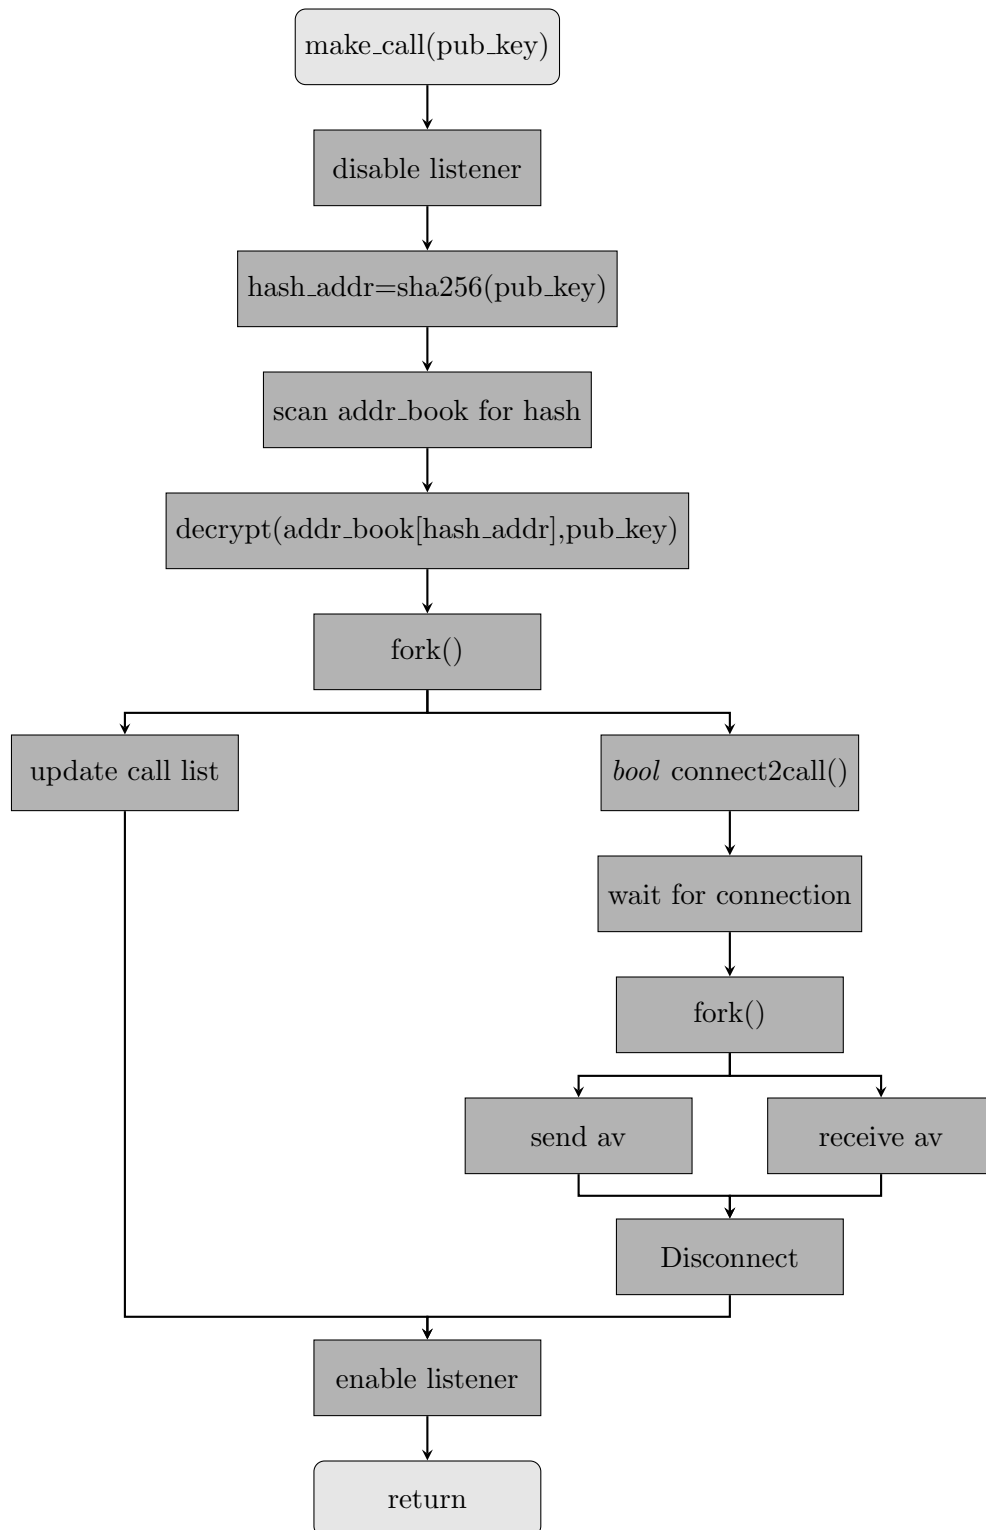 make_call(pub_key)
disable listener
hash_addr=sha256(pub_key)
scan addr_book for hash
decrypt(addr_book[hash_addr],pub_key)
fork()
update call list
bool connect2call()
wait for connection
fork()
send av
receive av
Disconnect
enable listener
return